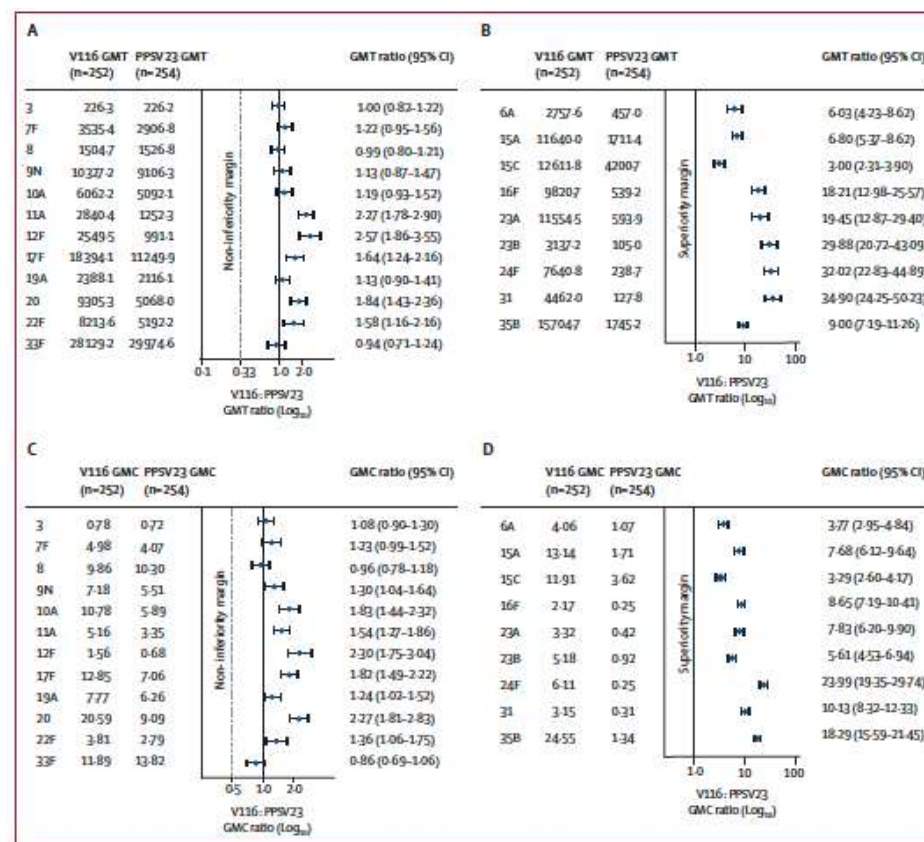 A
V116 GMT PPSV23 GMT GMT ratio (95% CI)
(n=252) (n=254)
3 226·3 226·2 1·00 (0·82–1·22)
7F 3535·4 2906·8 1·22 (0·95–1·56)
8 1504·7 1526·8 0·99 (0·80–1·21)
9N 10327·2 9106·3 1·13 (0·87–1·47)
10A 6062·2 5092·1 1·19 (0·93–1·52)
11A 2840·4 1252·3 2·27 (1·78–2·90)
12F 2549·5 991·1 2·57 (1·86–3·55)
17F 18394·1 11249·9 1·64 (1·24–2·16)
19A 2388·1 2116·1 1·13 (0·90–1·41)
20 9305·3 5068·0 1·84 (1·43–2·36)
22F 8213·6 5192·2 1·58 (1·16–2·16)
33F 28129·2 29974·6 0·94 (0·71–1·24)
Non-inferiority margin
0·1 0·33 1·0 2·0
V116 : PPSV23
GMT ratio (Log₁₀)
B
V116 GMT PPSV23 GMT GMT ratio (95% CI)
(n=252) (n=254)
6A 2757·6 457·0 6·03 (4·23–8·62)
15A 11640·0 1711·4 6·80 (5·37–8·62)
15C 12611·8 4200·7 3·00 (2·31–3·90)
16F 9820·7 539·2 18·21 (12·98–25·57)
23A 11554·5 593·9 19·45 (12·87–29·40)
23B 3137·2 105·0 29·88 (20·72–43·09)
24F 7640·8 238·7 32·02 (22·83–44·89)
31 4462·0 127·8 34·90 (24·25–50·23)
35B 15704·7 1745·2 9·00 (7·19–11·26)
Superiority margin
1·0 10 100
V116 : PPSV23
GMT ratio (Log₁₀)
C
V116 GMC PPSV23 GMC GMC ratio (95% CI)
(n=252) (n=254)
3 0·78 0·72 1·08 (0·90–1·30)
7F 4·98 4·07 1·23 (0·99–1·52)
8 9·86 10·30 0·96 (0·78–1·18)
9N 7·18 5·51 1·30 (1·04–1·64)
10A 10·78 5·89 1·83 (1·44–2·32)
11A 5·16 3·35 1·54 (1·27–1·86)
12F 1·56 0·68 2·30 (1·75–3·04)
17F 12·85 7·06 1·82 (1·49–2·22)
19A 7·77 6·26 1·24 (1·02–1·52)
20 20·59 9·09 2·27 (1·81–2·83)
22F 3·81 2·79 1·36 (1·06–1·75)
33F 11·89 13·82 0·86 (0·69–1·06)
Non-inferiority margin
0·5 1·0 2·0
V116 : PPSV23
GMC ratio (Log₁₀)
D
V116 GMC PPSV23 GMC GMC ratio (95% CI)
(n=252) (n=254)
6A 4·06 1·07 3·77 (2·95–4·84)
15A 13·14 1·71 7·68 (6·12–9·64)
15C 11·91 3·62 3·29 (2·60–4·17)
16F 2·17 0·25 8·65 (7·19–10·41)
23A 3·32 0·42 7·83 (6·20–9·90)
23B 5·18 0·92 5·61 (4·53–6·94)
24F 6·11 0·25 23·99 (19·35–29·74)
31 3·15 0·31 10·13 (8·32–12·33)
35B 24·55 1·34 18·29 (15·59–21·45)
Superiority margin
1·0 10 100
V116 : PPSV23
GMC ratio (Log₁₀)